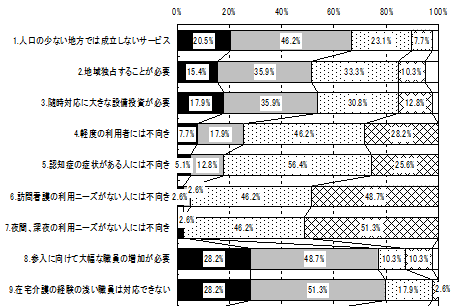 0% 20% 40% 60% 80% 100%
1.人口の少ない地方では成立しないサービス 20.5% 46.2% 23.1% 7.7%
2.地域独占することが必要 15.4% 35.9% 33.3% 10.3%
3.随時対応に大きな設備投資が必要 17.9% 35.9% 30.8% 12.8%
4.軽度の利用者には不向き 7.7% 17.9% 46.2% 28.2%
5.認知症の症状がある人には不向き 5.1% 12.8% 56.4% 25.6%
6.訪問看護の利用ニーズがない人には不向き 2.6% 2.6% 46.2% 48.7%
7.夜間、深夜の利用ニーズがない人には不向き 2.6% 46.2% 51.3%
8.参入に向けて大幅な職員の増加が必要 28.2% 48.7% 10.3% 10.3%
9.在宅介護の経験の浅い職員は対応できない 28.2% 51.3% 17.9% 2.6%